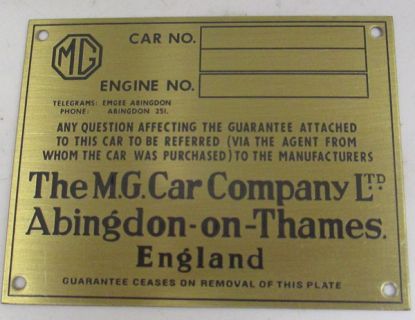 MG
CAR NO.
ENGINE NO.
TELEGRAMS: EMGEE ABINGDON
PHONE: ABINGDON 251.
ANY QUESTION AFFECTING THE GUARANTEE ATTACHED
TO THIS CAR TO BE REFERRED (VIA THE AGENT FROM
WHOM THE CAR WAS PURCHASED) TO THE MANUFACTURERS
The M.G. Car Company LTD
Abingdon-on-Thames.
England
GUARANTEE CEASES ON REMOVAL OF THIS PLATE